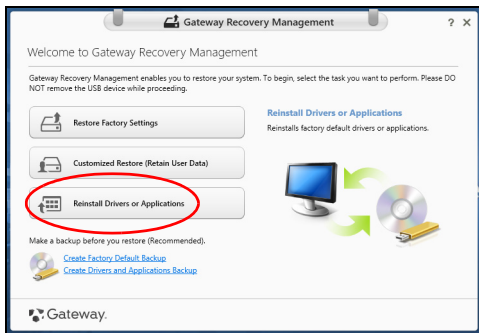 Gateway Recovery Management
? X
Welcome to Gateway Recovery Management
Gateway Recovery Management enables you to restore your system. To begin, select the task you want to perform. Please DO
NOT remove the USB device while proceeding.
Restore Factory Settings
Customized Restore (Retain User Data)
Reinstall Drivers or Applications
Reinstall Drivers or Applications
Reinstalls factory default drivers or applications.
Make a backup before you restore (Recommended).
Create Factory Default Backup
Create Drivers and Applications Backup
Gateway.